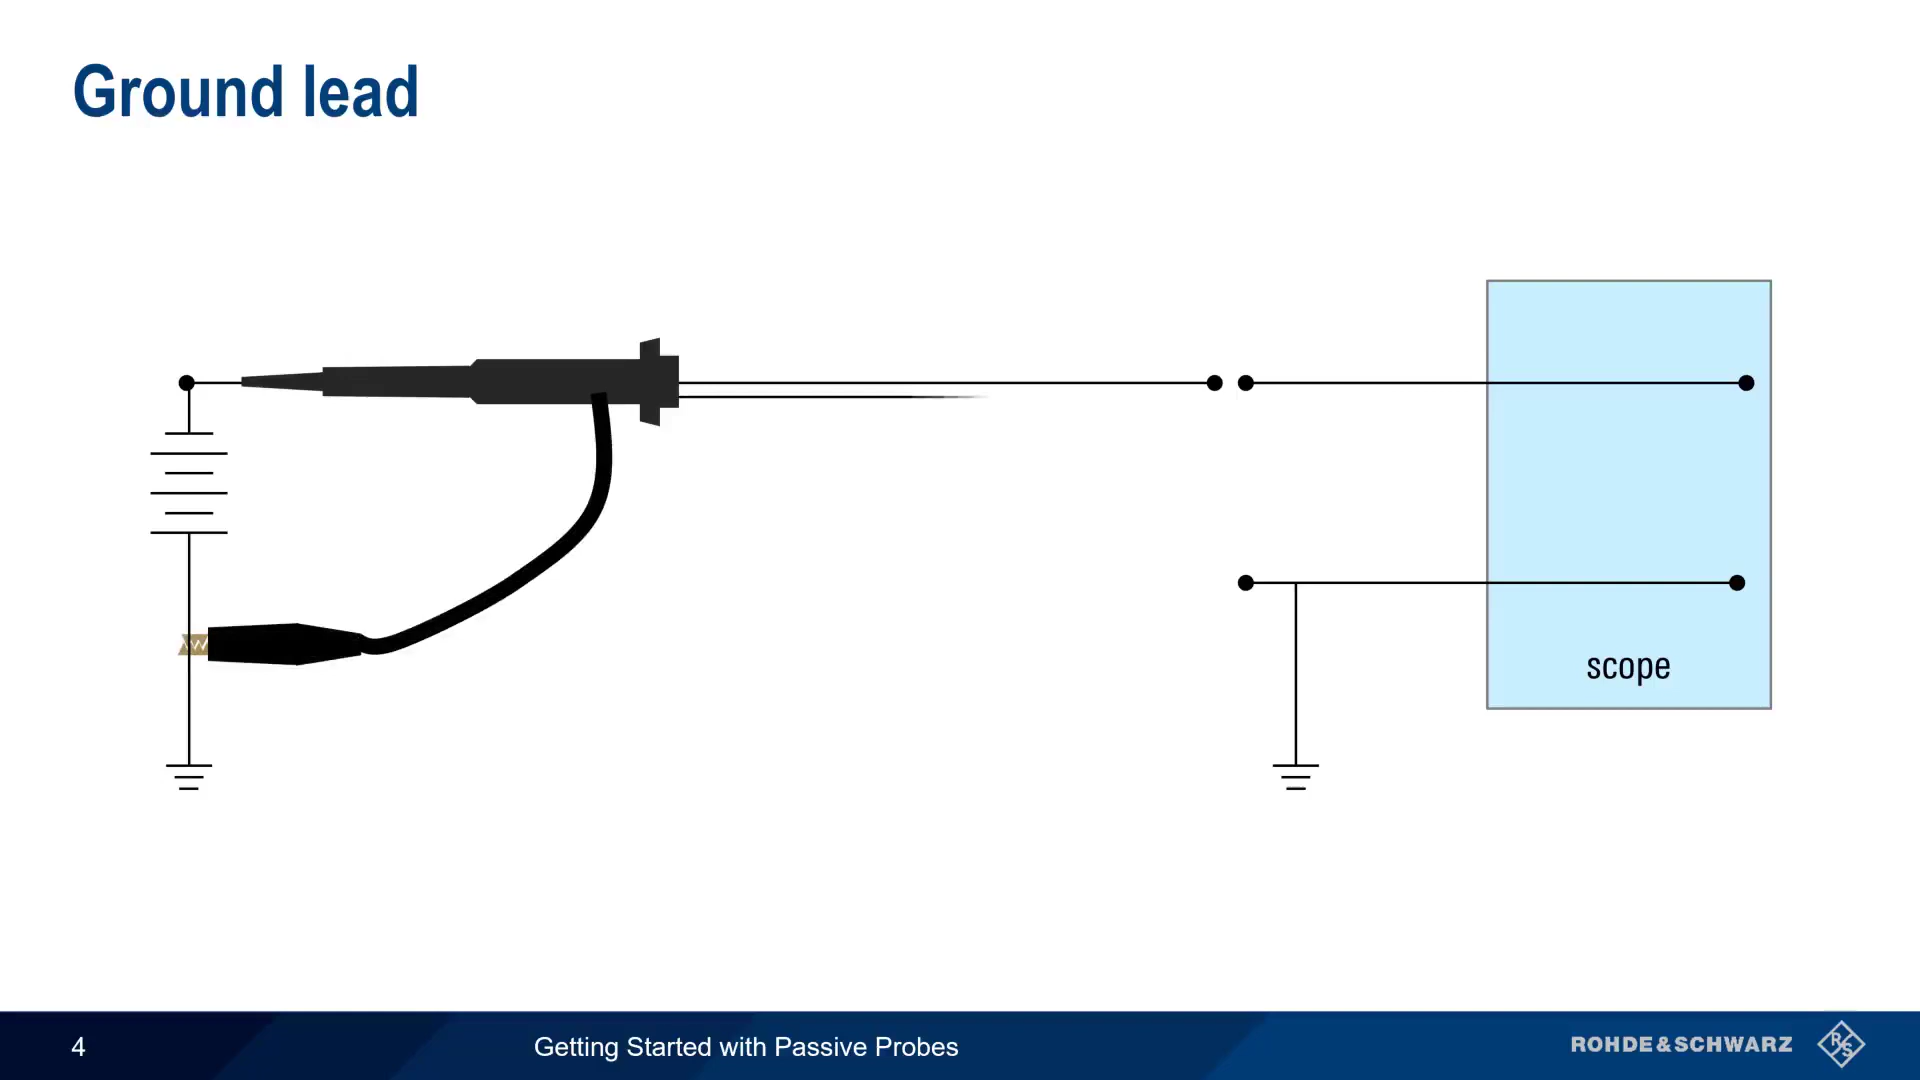 Ground lead
scope
4
Getting Started with Passive Probes
ROHDE&SCHWARZ
R
S